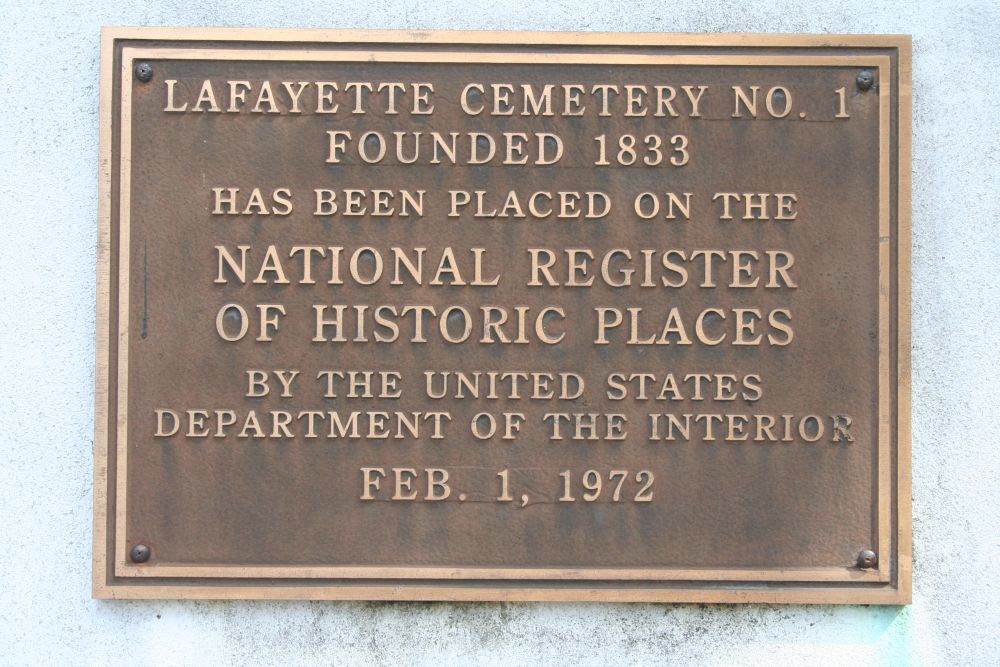 LAFAYETTE CEMETERY NO. 1
FOUNDED 1833
HAS BEEN PLACED ON THE
NATIONAL REGISTER
OF HISTORIC PLACES
BY THE UNITED STATES
DEPARTMENT OF THE INTERIOR
FEB. 1, 1972